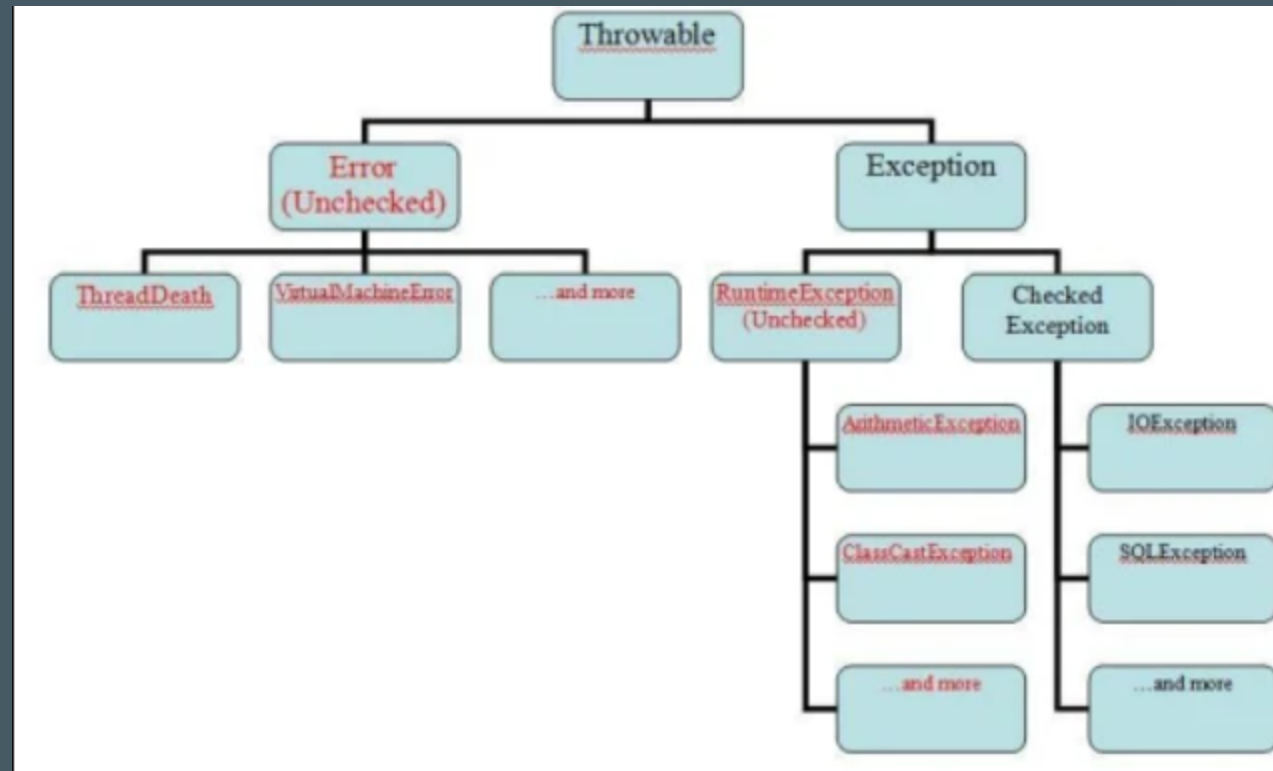 Throwable
Error
(Unchecked)
Exception
ThreadDeath
VirtualMachineError
...and more
RuntimeException
(Unchecked)
Checked
Exception
ArithmeticException
IOException
ClassCastException
SQLException
...and more
...and more